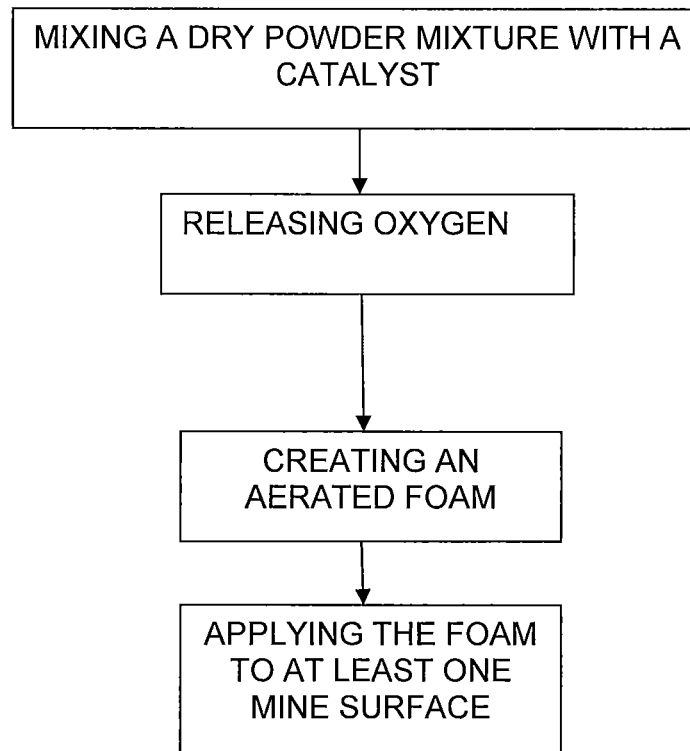 MIXING A DRY POWDER MIXTURE WITH A
CATALYST
RELEASING OXYGEN
CREATING AN
AERATED FOAM
APPLYING THE FOAM
TO AT LEAST ONE
MINE SURFACE